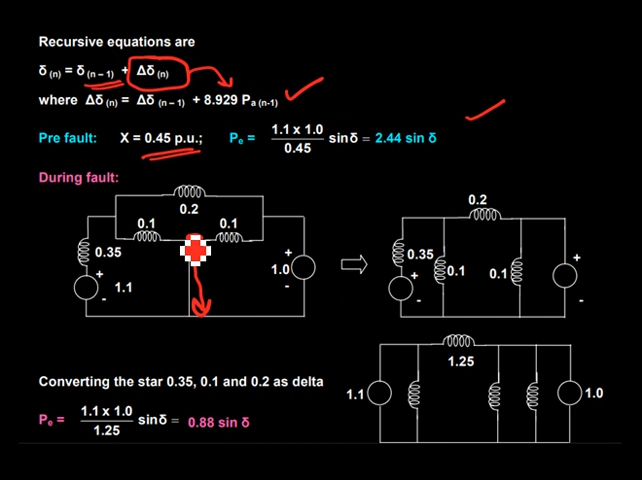 Recursive equations are
δ (n) = δ (n – 1) + Δδ (n)
where Δδ (n) = Δδ (n – 1) + 8.929 P a (n-1)
Pre fault: X = 0.45 p.u.; P e = 1.1 x 1.0 / 0.45 sinδ = 2.44 sin δ
During fault:
0.2
0.1 0.1
0.35
+
1.1
-
+
1.0
-
0.2
0.35
+
-
0.1
0.1
+
-
Converting the star 0.35, 0.1 and 0.2 as delta
P e = 1.1 x 1.0 / 1.25 sinδ = 0.88 sin δ
1.25
1.1
1.0